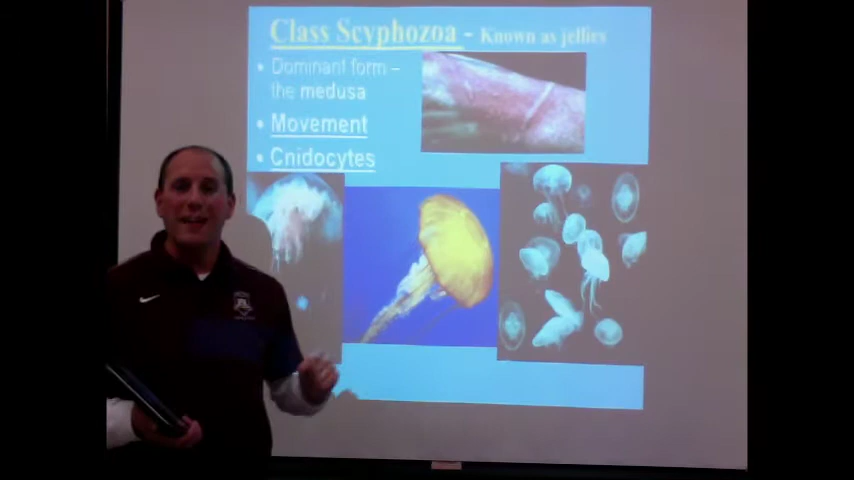 Class Scyphozoa - Known as jellies
• Dominant form –
the medusa
• Movement
• Cnidocytes